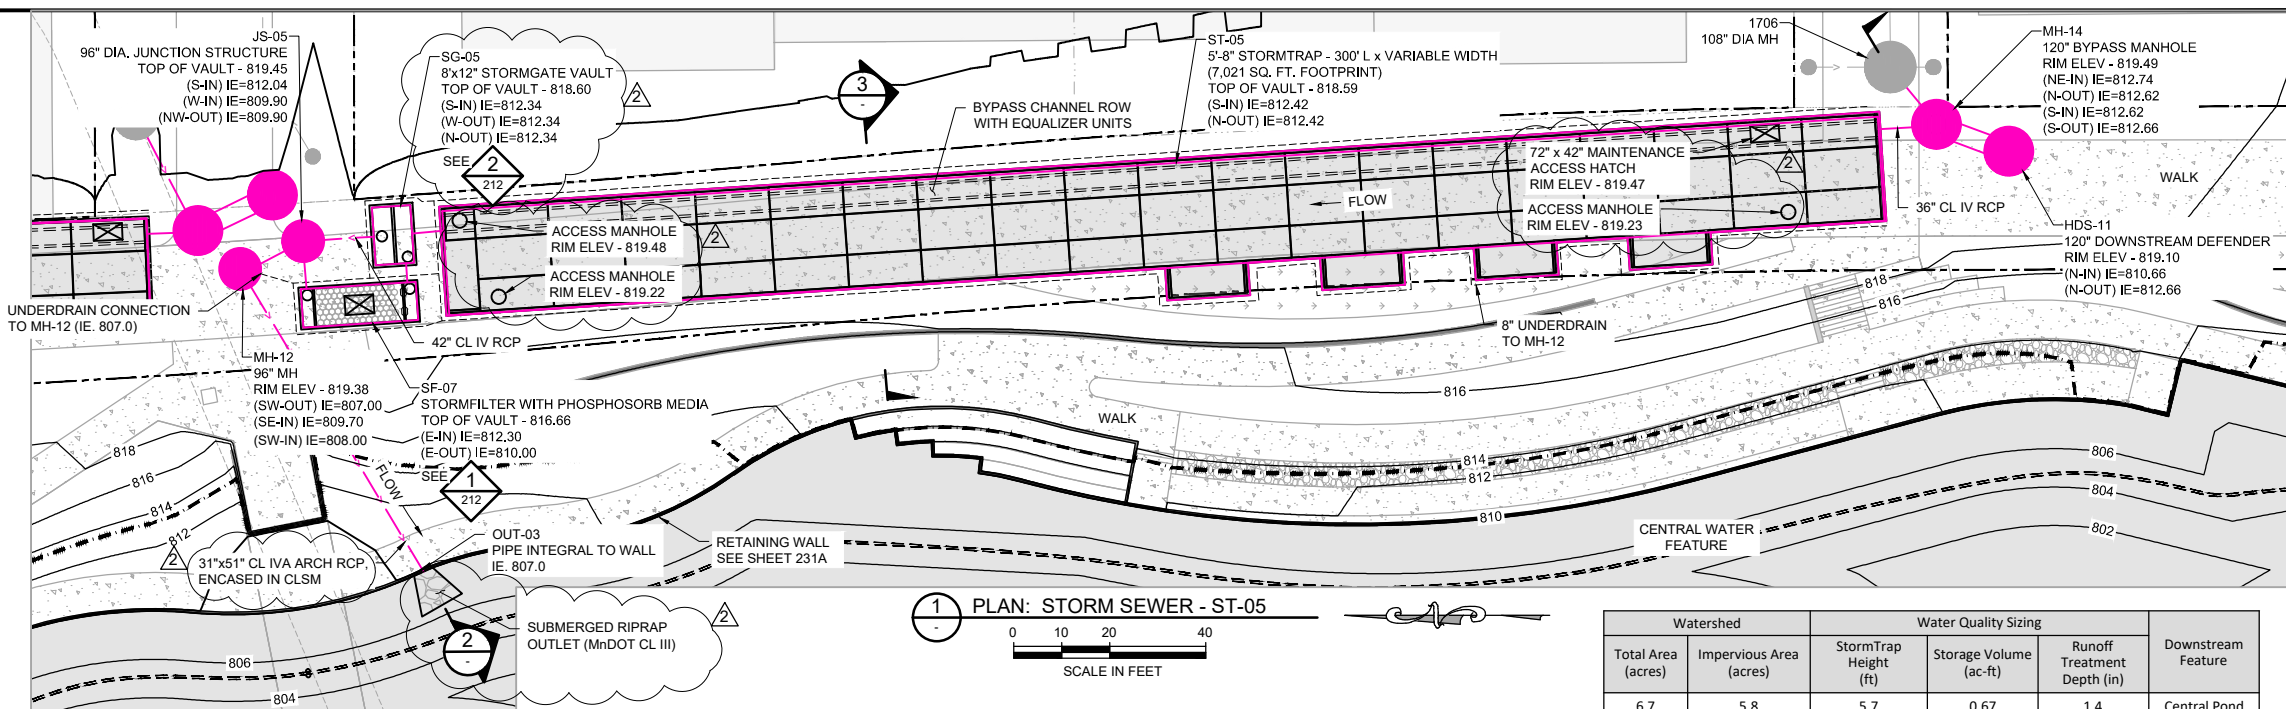 JS-05
96" DIA. JUNCTION STRUCTURE
TOP OF VAULT - 819.45
(S-IN) IE=812.04
(W-IN) IE=809.90
(NW-OUT) IE=809.90
SG-05
8'x12" STORMGATE VAULT
TOP OF VAULT - 818.60
(S-IN) IE=812.34
(W-OUT) IE=812.34
(N-OUT) IE=812.34
2
SEE
2
212
3
-
BYPASS CHANNEL ROW
WITH EQUALIZER UNITS
ST-05
5'-8" STORMTRAP - 300' L x VARIABLE WIDTH
(7,021 SQ. FT. FOOTPRINT)
TOP OF VAULT - 818.59
(S-IN) IE=812.42
(N-OUT) IE=812.42
1706
108" DIA MH
MH-14
120" BYPASS MANHOLE
RIM ELEV - 819.49
(NE-IN) IE=812.74
(N-OUT) IE=812.62
(S-IN) IE=812.62
(S-OUT) IE=812.66
72" x 42" MAINTENANCE
ACCESS HATCH
RIM ELEV - 819.47
2
ACCESS MANHOLE
RIM ELEV - 819.23
FLOW
WALK
36" CL IV RCP
HDS-11
120" DOWNSTREAM DEFENDER
RIM ELEV - 819.10
(N-IN) IE=810.66
(N-OUT) IE=812.66
ACCESS MANHOLE
RIM ELEV - 819.48
2
ACCESS MANHOLE
RIM ELEV - 819.22
UNDERDRAIN CONNECTION
TO MH-12 (IE. 807.0)
42" CL IV RCP
8" UNDERDRAIN
TO MH-12
818
816
816
MH-12
96" MH
RIM ELEV - 819.38
(SW-OUT) IE=807.00
(SE-IN) IE=809.70
(SW-IN) IE=808.00
SF-07
STORMFILTER WITH PHOSPHOSORB MEDIA
TOP OF VAULT - 816.66
(E-IN) IE=812.30
(E-OUT) IE=810.00
SEE
1
212
WALK
818
816
814
812
FLOW
814
812
810
806
804
802
CENTRAL WATER
FEATURE
OUT-03
PIPE INTEGRAL TO WALL
IE. 807.0
RETAINING WALL
SEE SHEET 231A
2
31"x51" CL IVA ARCH RCP,
ENCASED IN CLSM
SUBMERGED RIPRAP
OUTLET (MnDOT CL III)
2
2
-
806
804
1
-
PLAN: STORM SEWER - ST-05
0 10 20 40
SCALE IN FEET
Watershed Water Quality Sizing Downstream Feature
Total Area (acres) Impervious Area (acres) StormTrap Height (ft) Storage Volume (ac-ft) Runoff Treatment Depth (in)
6.7 5.8 5.7 0.67 1.4 Central Pond